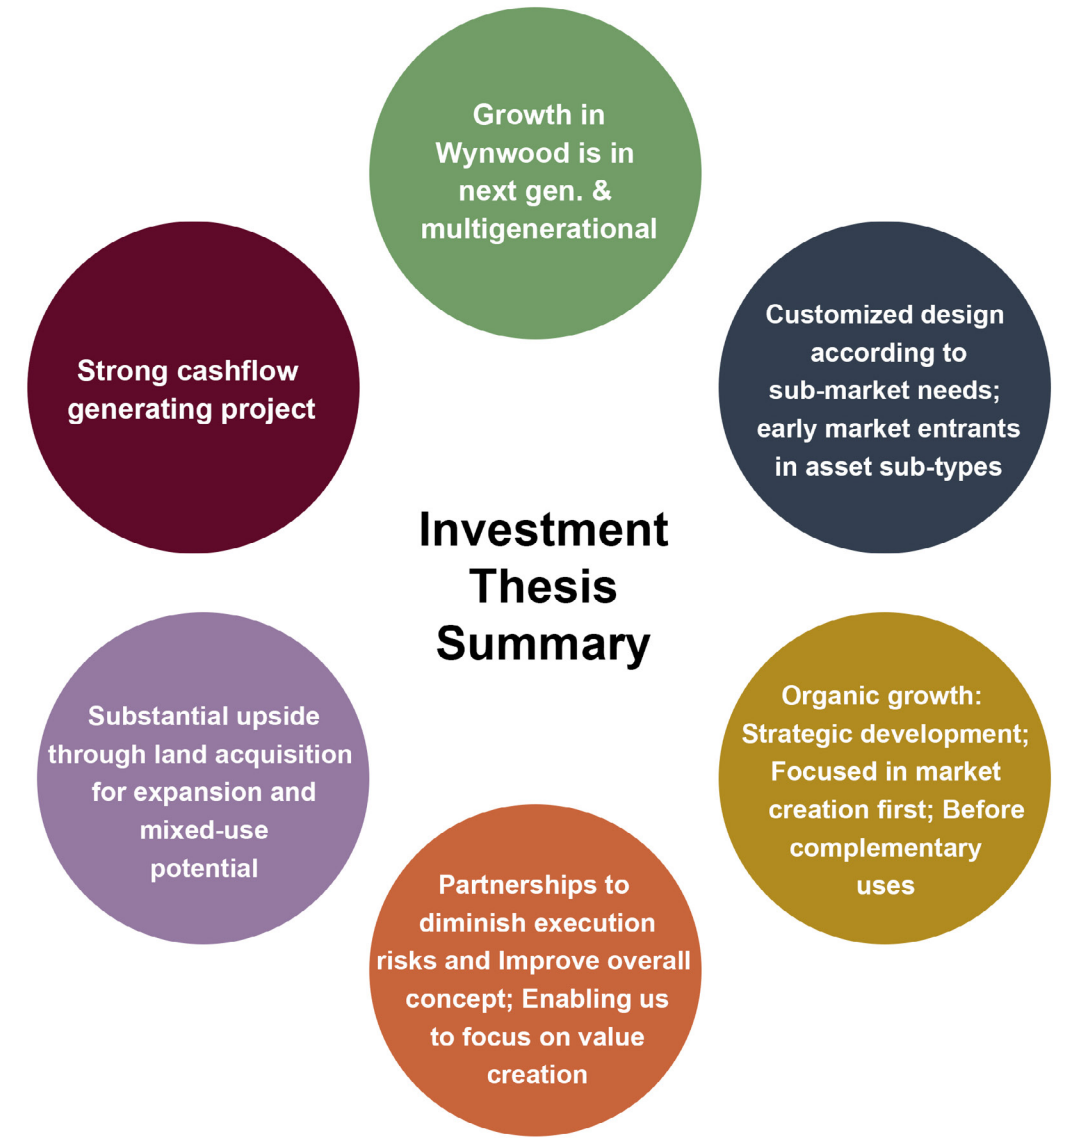 Growth in
Wynwood is in
next gen. &
multigenerational
Customized design
according to
sub-market needs;
early market entrants
in asset sub-types
Organic growth:
Strategic development;
Focused in market
creation first; Before
complementary
uses
Partnerships to
diminish execution
risks and Improve overall
concept; Enabling us
to focus on value
creation
Substantial upside
through land acquisition
for expansion and
mixed-use
potential
Strong cashflow
generating project
Investment
Thesis
Summary